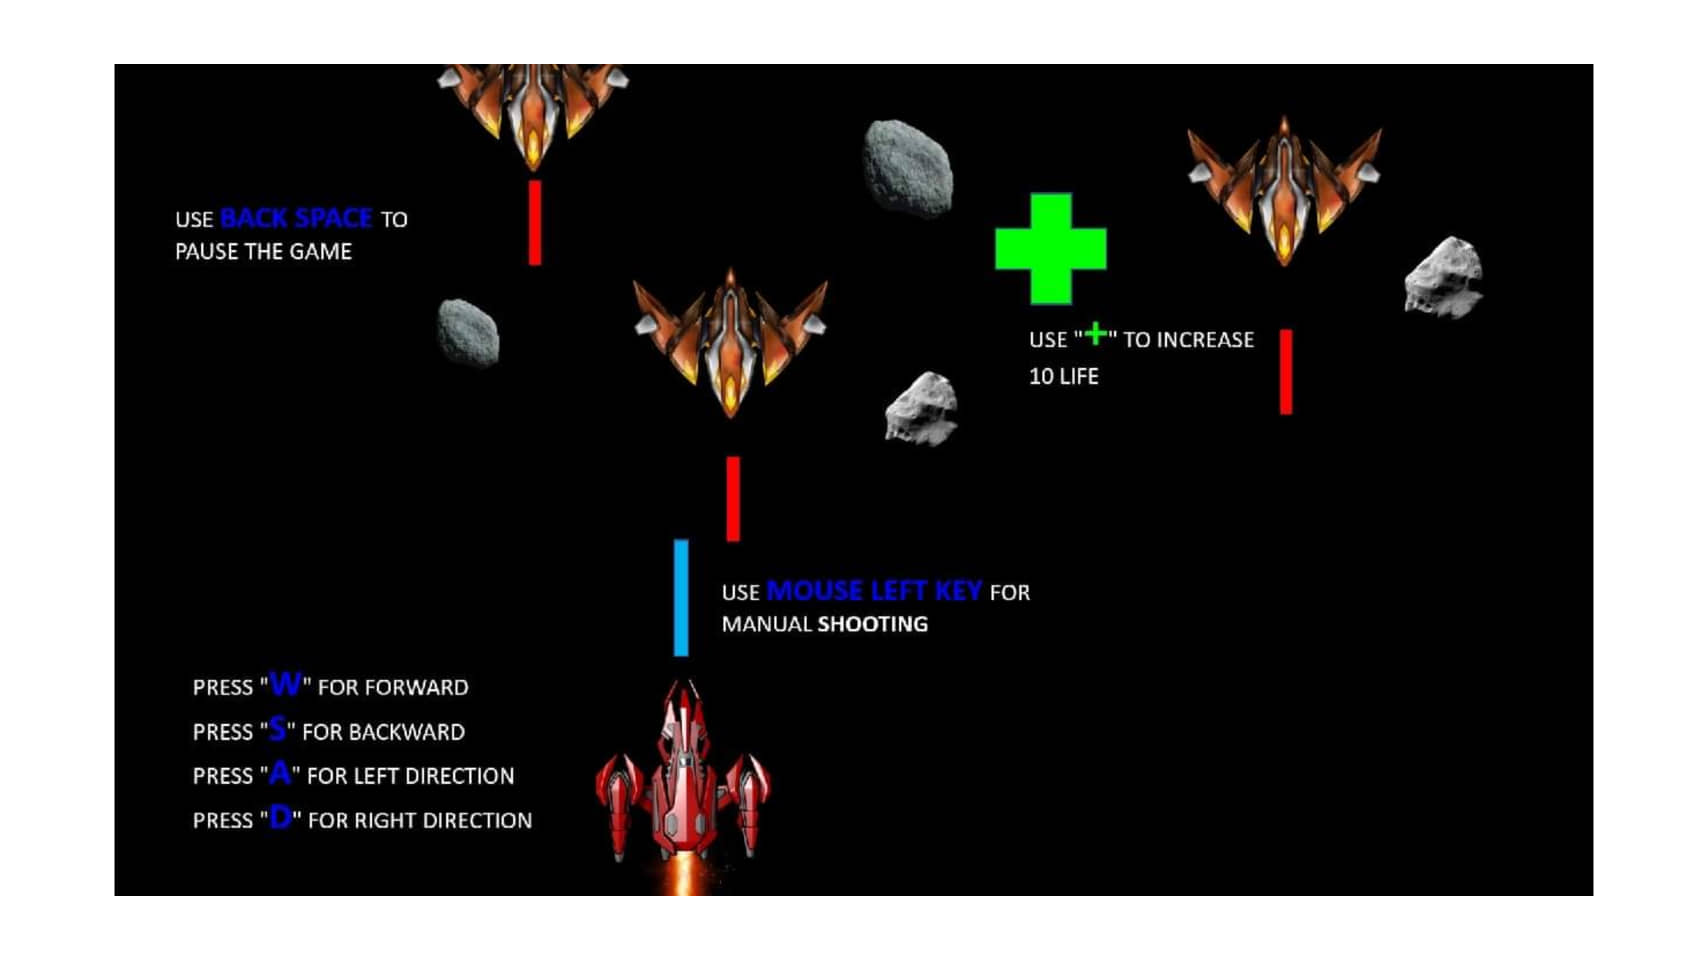 USE BACK SPACE TO
PAUSE THE GAME
USE "+" TO INCREASE
10 LIFE
USE MOUSE LEFT KEY FOR
MANUAL SHOOTING
PRESS "W" FOR FORWARD
PRESS "S" FOR BACKWARD
PRESS "A" FOR LEFT DIRECTION
PRESS "D" FOR RIGHT DIRECTION